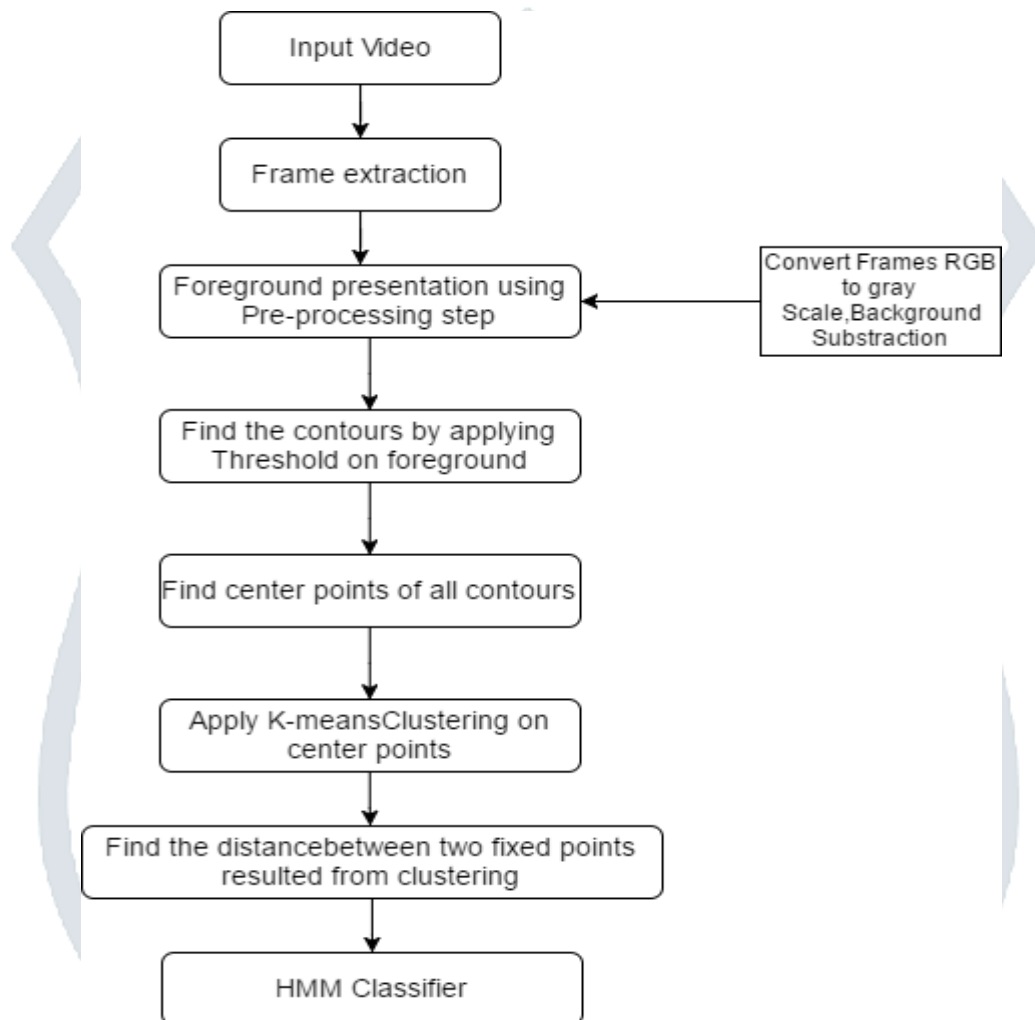 Input Video
Frame extraction
Foreground presentation using
Pre-processing step
Convert Frames RGB
to gray
Scale,Background
Substraction
Find the contours by applying
Threshold on foreground
Find center points of all contours
Apply K-meansClustering on
center points
Find the distancebetween two fixed points
resulted from clustering
HMM Classifier